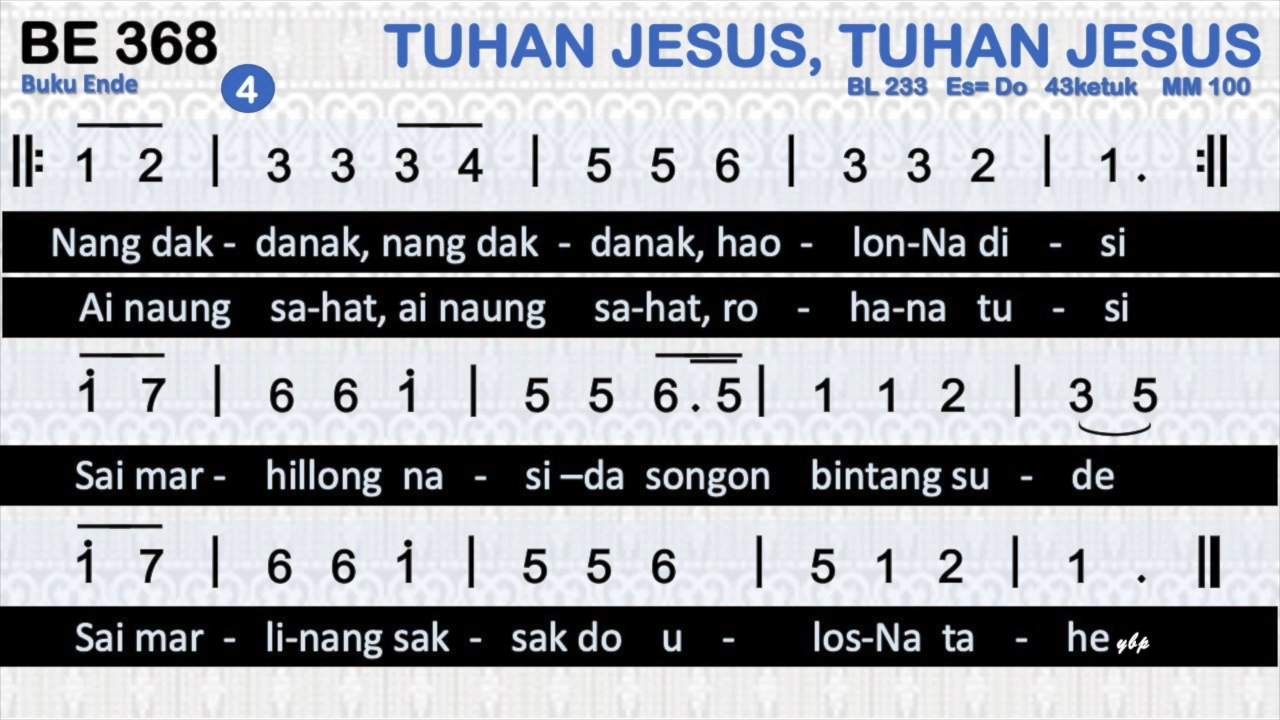 BE 368
TUHAN JESUS, TUHAN JESUS
Buku Ende
4
BL 233 Es= Do 43ketuk MM 100
||: 1 2 | 3 3 3 4 | 5 5 6 | 3 3 2 | 1 . :||
Nang dak - danak, nang dak - danak, hao - lon-Na di - si
Ai naung sa-hat, ai naung sa-hat, ro - ha-na tu - si
i 7 | 6 6 i | 5 5 6 . 5 | 1 1 2 | 3 5
Sai mar - hillong na - si –da songon bintang su - de
i 7 | 6 6 i | 5 5 6 | 5 1 2 | 1 . ||
Sai mar - li-nang sak - sak do u - los-Na ta - he ybp